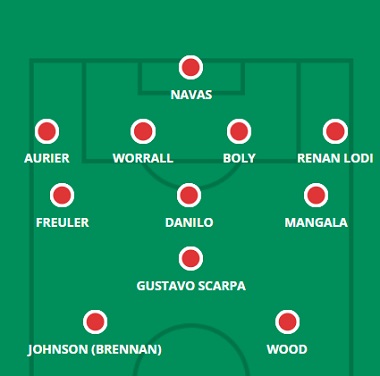 NAVAS
AURIER WORRALL BOLY RENAN LODI
FREULER DANILO MANGALA
GUSTAVO SCARPA
JOHNSON (BRENNAN) WOOD